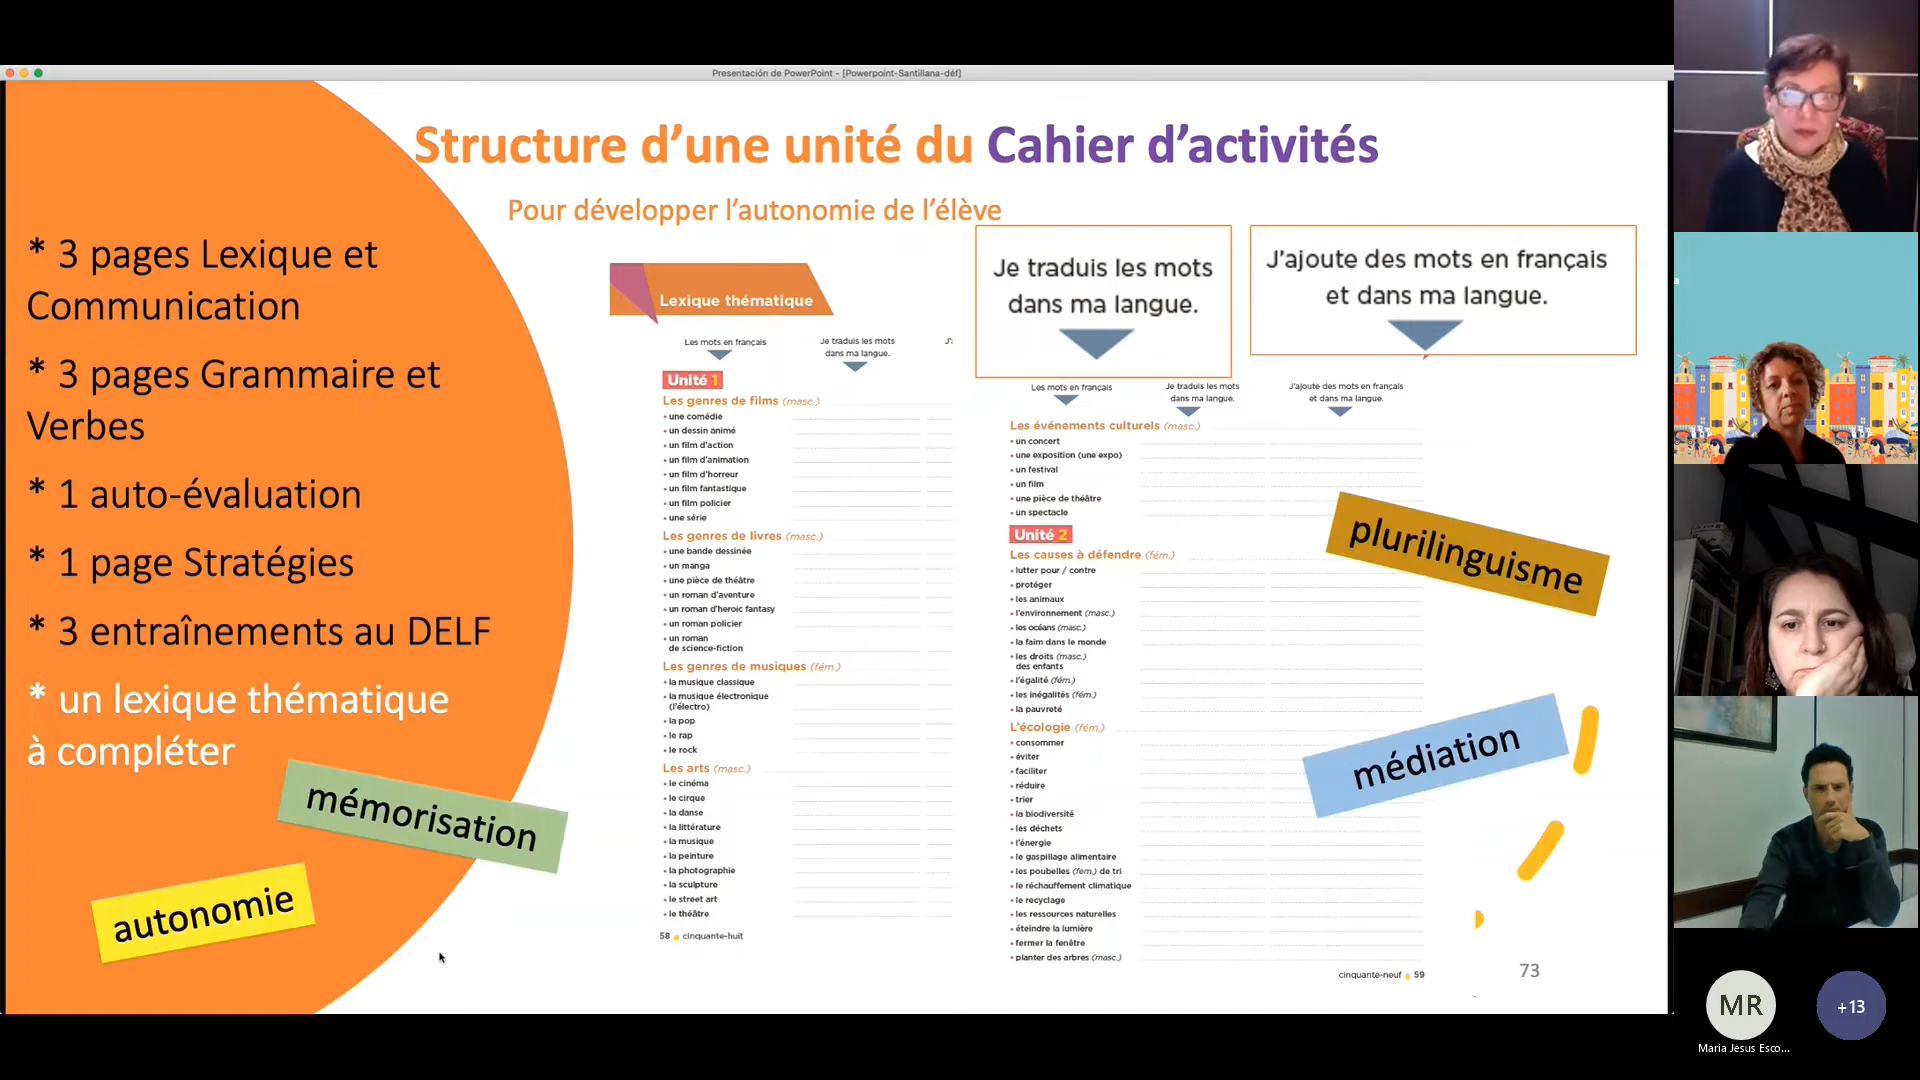 Presentación de PowerPoint - [Powerpoint-Santillana-déf]
Structure d’une unité du Cahier d’activités
Pour développer l’autonomie de l’élève
* 3 pages Lexique et
Communication
* 3 pages Grammaire et
Verbes
* 1 auto-évaluation
* 1 page Stratégies
* 3 entraînements au DELF
* un lexique thématique
à compléter
mémorisation
autonomie
Lexique thématique
Les mots en français
Je traduis les mots
dans ma langue.
Unité 1
Les genres de films (masc.)
• une comédie
• un dessin animé
• un film d’action
• un film d’animation
• un film d’horreur
• un film fantastique
• un film policier
• une série
Les genres de livres (masc.)
• une bande dessinée
• un manga
• une pièce de théâtre
• un roman d’aventure
• un roman d’heroic fantasy
• un roman policier
• un roman
de science-fiction
Les genres de musiques (fém.)
• la musique classique
• la musique électronique
(l’électro)
• la pop
• le rap
• le rock
Les arts (masc.)
• le cinéma
• le cirque
• la danse
• la littérature
• la musique
• la peinture
• la photographie
• la sculpture
• le street art
• le théâtre
58 cinquante-huit
Je traduis les mots
dans ma langue.
J’ajoute des mots en français
et dans ma langue.
Les mots en français
Je traduis les mots
dans ma langue.
J’ajoute des mots en français
et dans ma langue.
Les événements culturels (masc.)
• un concert
• une exposition (une expo)
• un festival
• un film
• une pièce de théâtre
• un spectacle
Unité 2
Les causes à défendre (fém.)
• lutter pour / contre
• protéger
• les animaux
• l’environnement (masc.)
• les océans (masc.)
• la faim dans le monde
• les droits (masc.)
des enfants
• l’égalité (fém.)
• les inégalités (fém.)
• la pauvreté
L’écologie (fém.)
• consommer
• éviter
• faciliter
• réduire
• trier
• la biodiversité
• les déchets
• l’énergie
• le gaspillage alimentaire
• les poubelles (fem.) de tri
• le réchauffement climatique
• le recyclage
• les ressources naturelles
• éteindre la lumière
• fermer la fenêtre
• planter des arbres (masc.)
cinquante-neuf 59
plurilinguisme
médiation
73
MR
+13
Maria Jesus Esco...